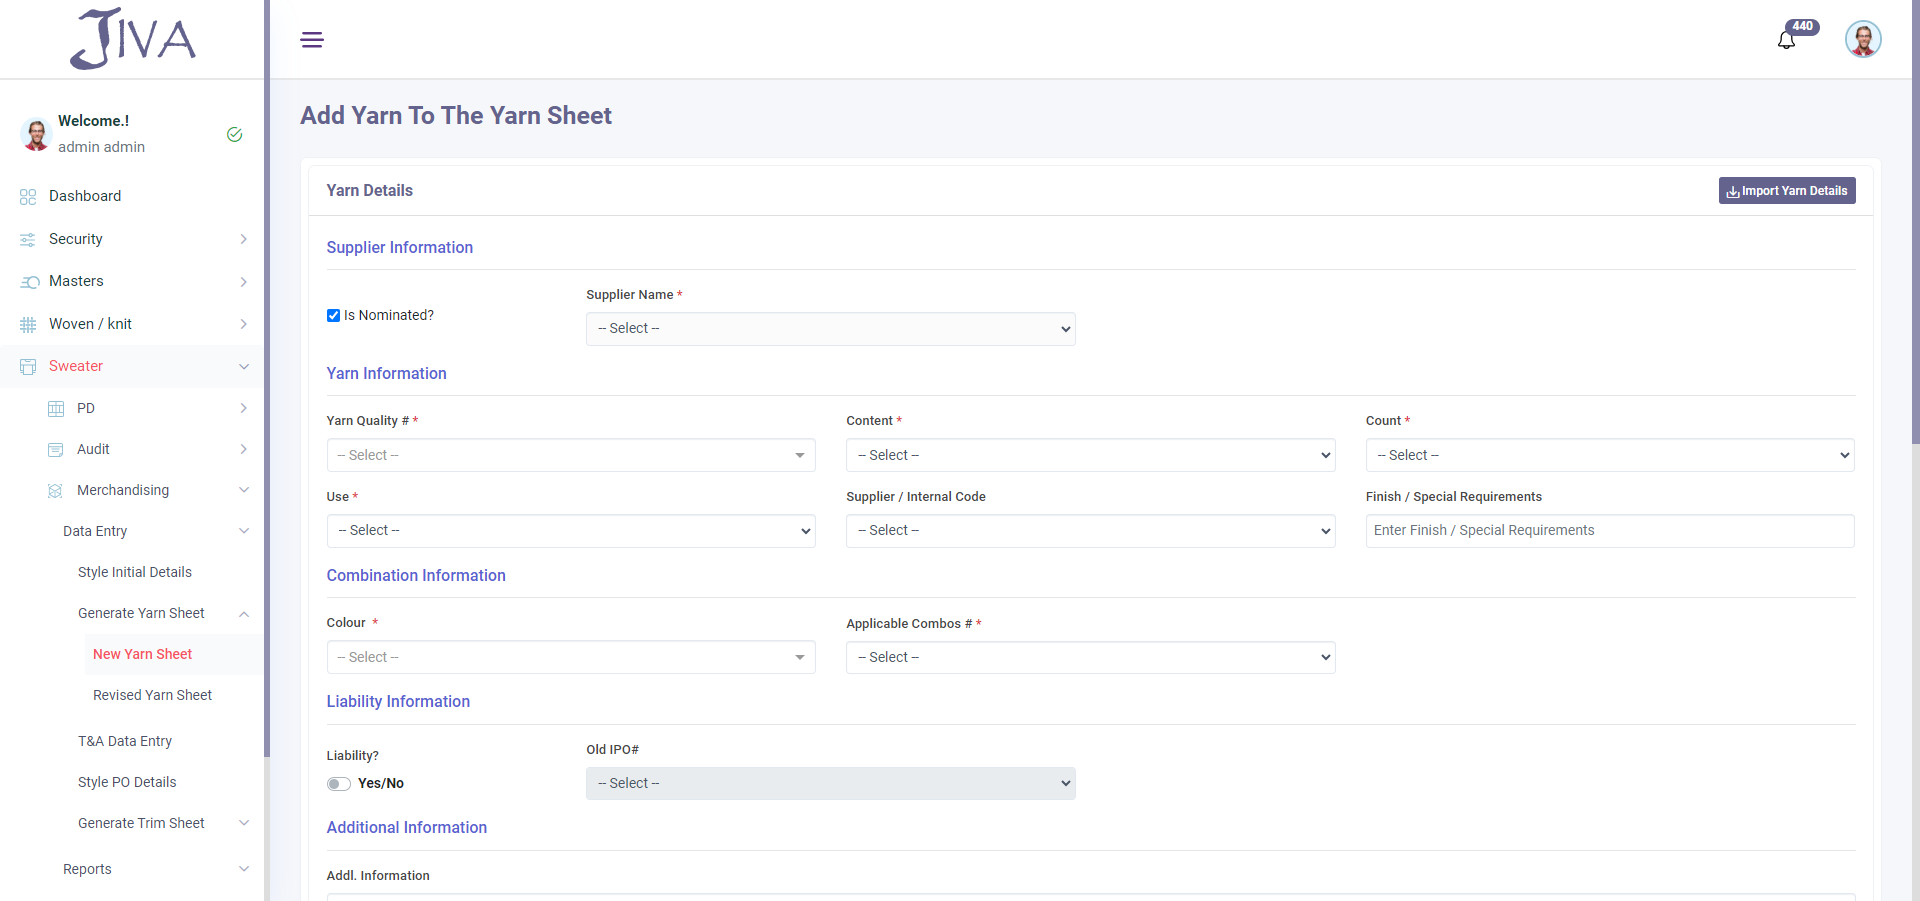 JIVA
440
Welcome.!
admin admin
Dashboard
Security
Masters
Woven / knit
Sweater
PD
Audit
Merchandising
Data Entry
Style Initial Details
Generate Yarn Sheet
New Yarn Sheet
Revised Yarn Sheet
T&A Data Entry
Style PO Details
Generate Trim Sheet
Reports
Add Yarn To The Yarn Sheet
Yarn Details
Import Yarn Details
Supplier Information
Is Nominated?
Supplier Name *
-- Select --
Yarn Information
Yarn Quality # *
Content *
Count *
-- Select --
-- Select --
-- Select --
Use *
Supplier / Internal Code
Finish / Special Requirements
-- Select --
-- Select --
Enter Finish / Special Requirements
Combination Information
Colour *
Applicable Combos # *
-- Select --
-- Select --
Liability Information
Liability?
Yes/No
Old IPO#
-- Select --
Additional Information
Addl. Information